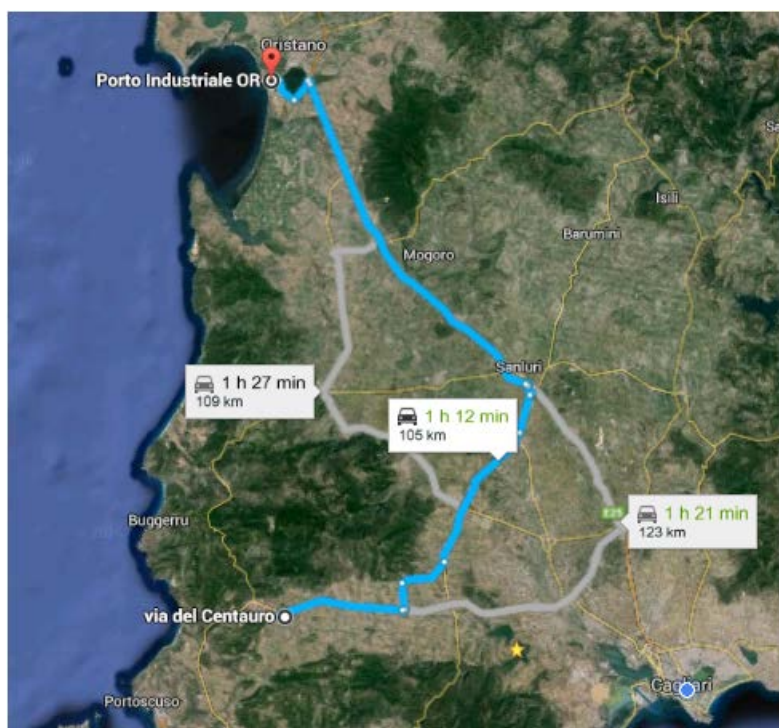 Oristano
Porto Industriale OR
Isili
Barumini
Mogoro
Sanluri
1 h 27 min
109 km
1 h 12 min
105 km
E25
1 h 21 min
123 km
Buggerru
via del Centauro
Portoscuso
Cagliari